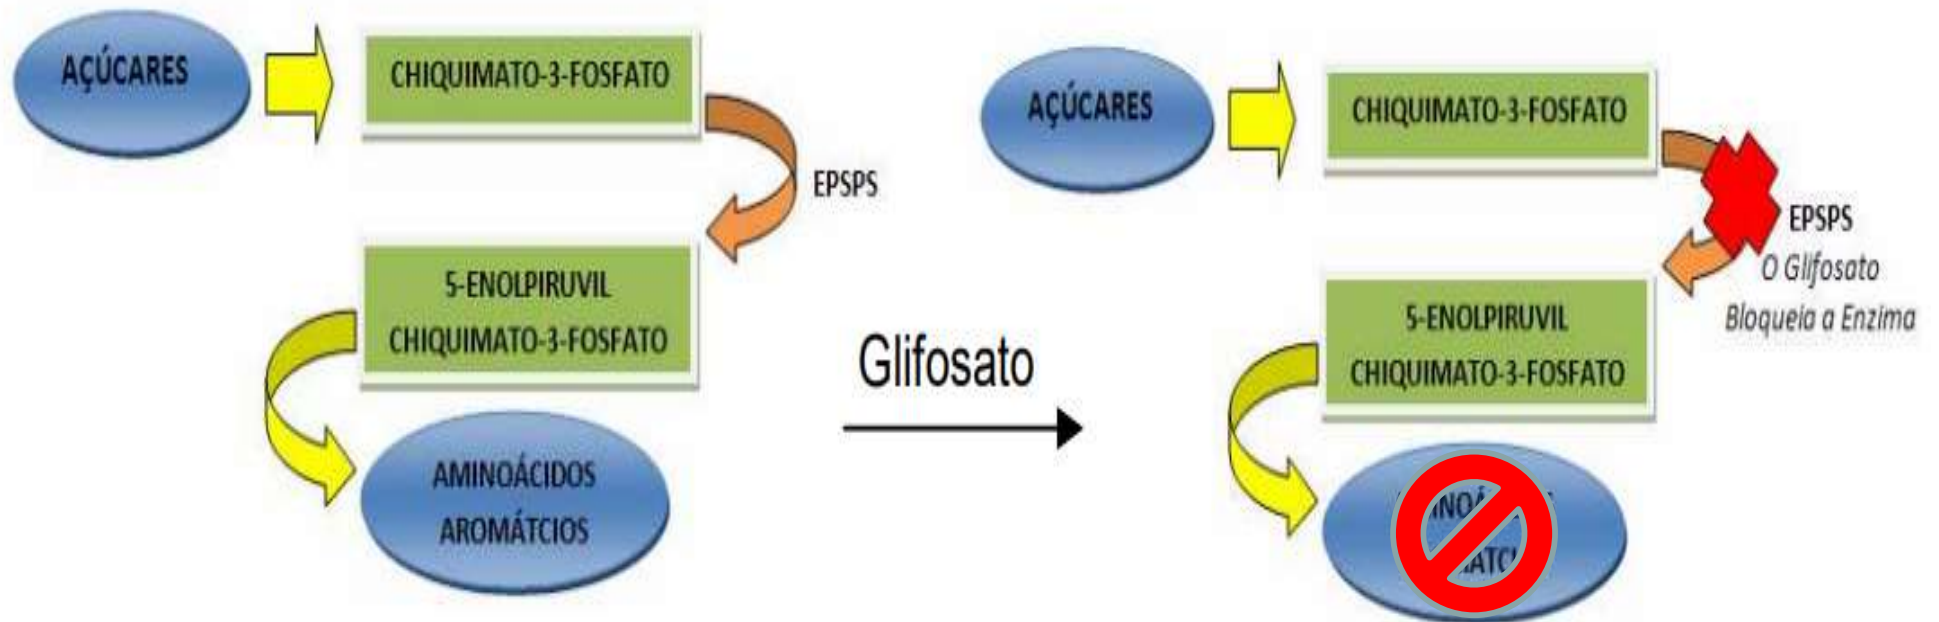 AÇÚCARES
CHIQUIMATO-3-FOSFATO
EPSPS
5-ENOLPIRUVIL
CHIQUIMATO-3-FOSFATO
AMINOÁCIDOS
AROMÁTCIOS
Glifosato
AÇÚCARES
CHIQUIMATO-3-FOSFATO
EPSPS
O Glifosato
Bloqueia a Enzima
5-ENOLPIRUVIL
CHIQUIMATO-3-FOSFATO